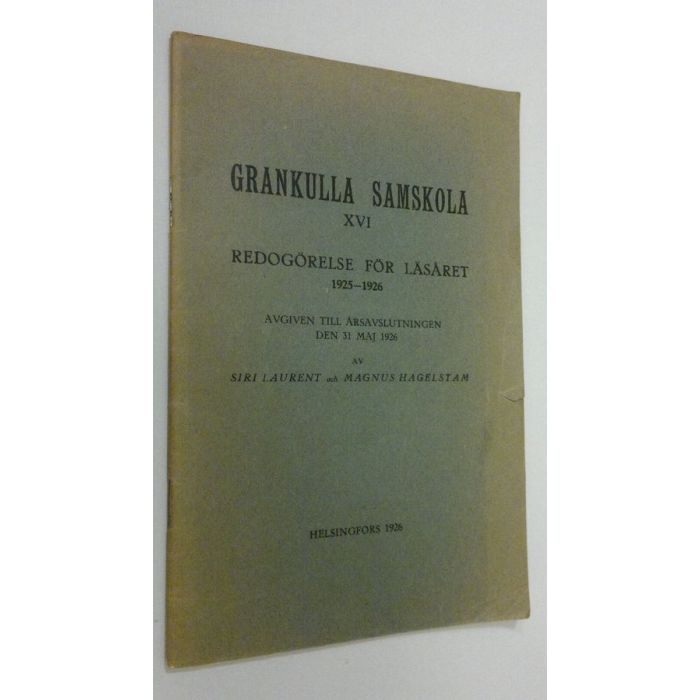 GRANKULLA SAMSKOLA
XVI
REDOGÖRELSE FÖR LÄSÅRET
1925—1926
AVGIVEN TILL ÅRSAVSLUTNINGEN
DEN 31 MAJ 1926
AV
SIRI LAURENT och MAGNUS HAGELSTAM
HELSINGFORS 1926